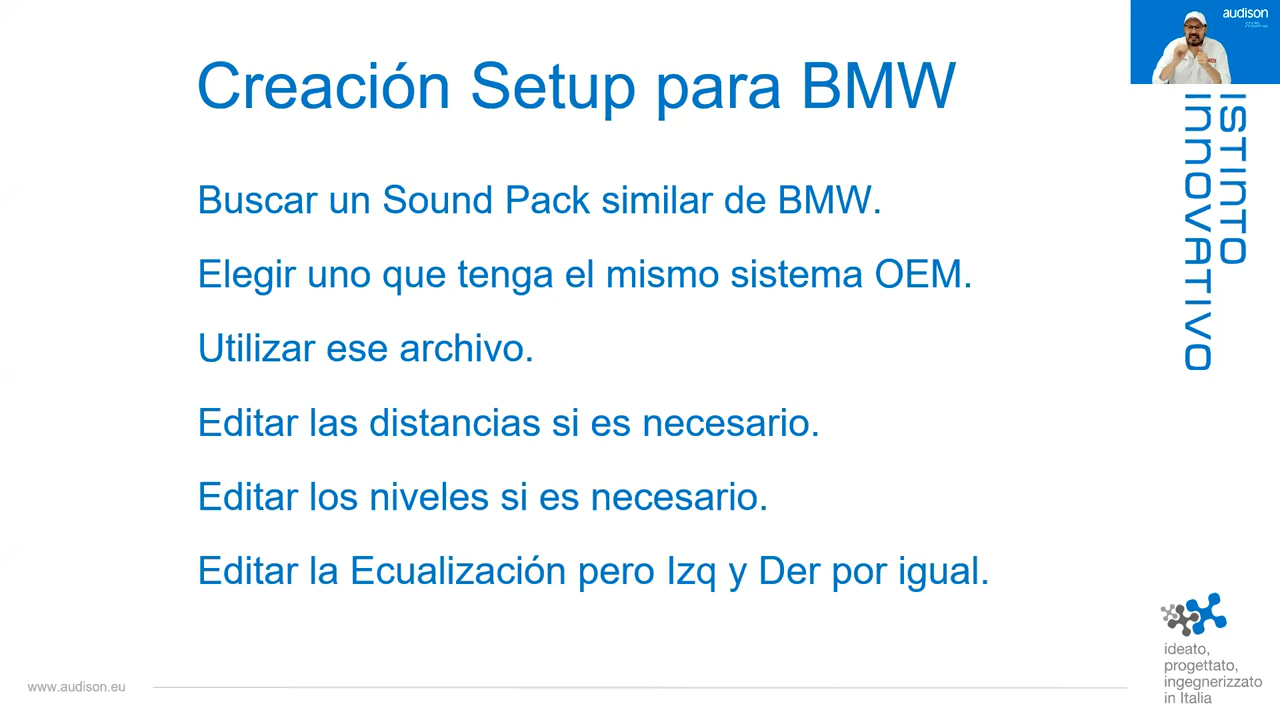 Creación Setup para BMW
Buscar un Sound Pack similar de BMW.
Elegir uno que tenga el mismo sistema OEM.
Utilizar ese archivo.
Editar las distancias si es necesario.
Editar los niveles si es necesario.
Editar la Ecualización pero Izq y Der por igual.
audison
ISTINTO
INNOVATIVO
ideato,
progettato,
ingegnerizzato
in Italia
www.audison.eu